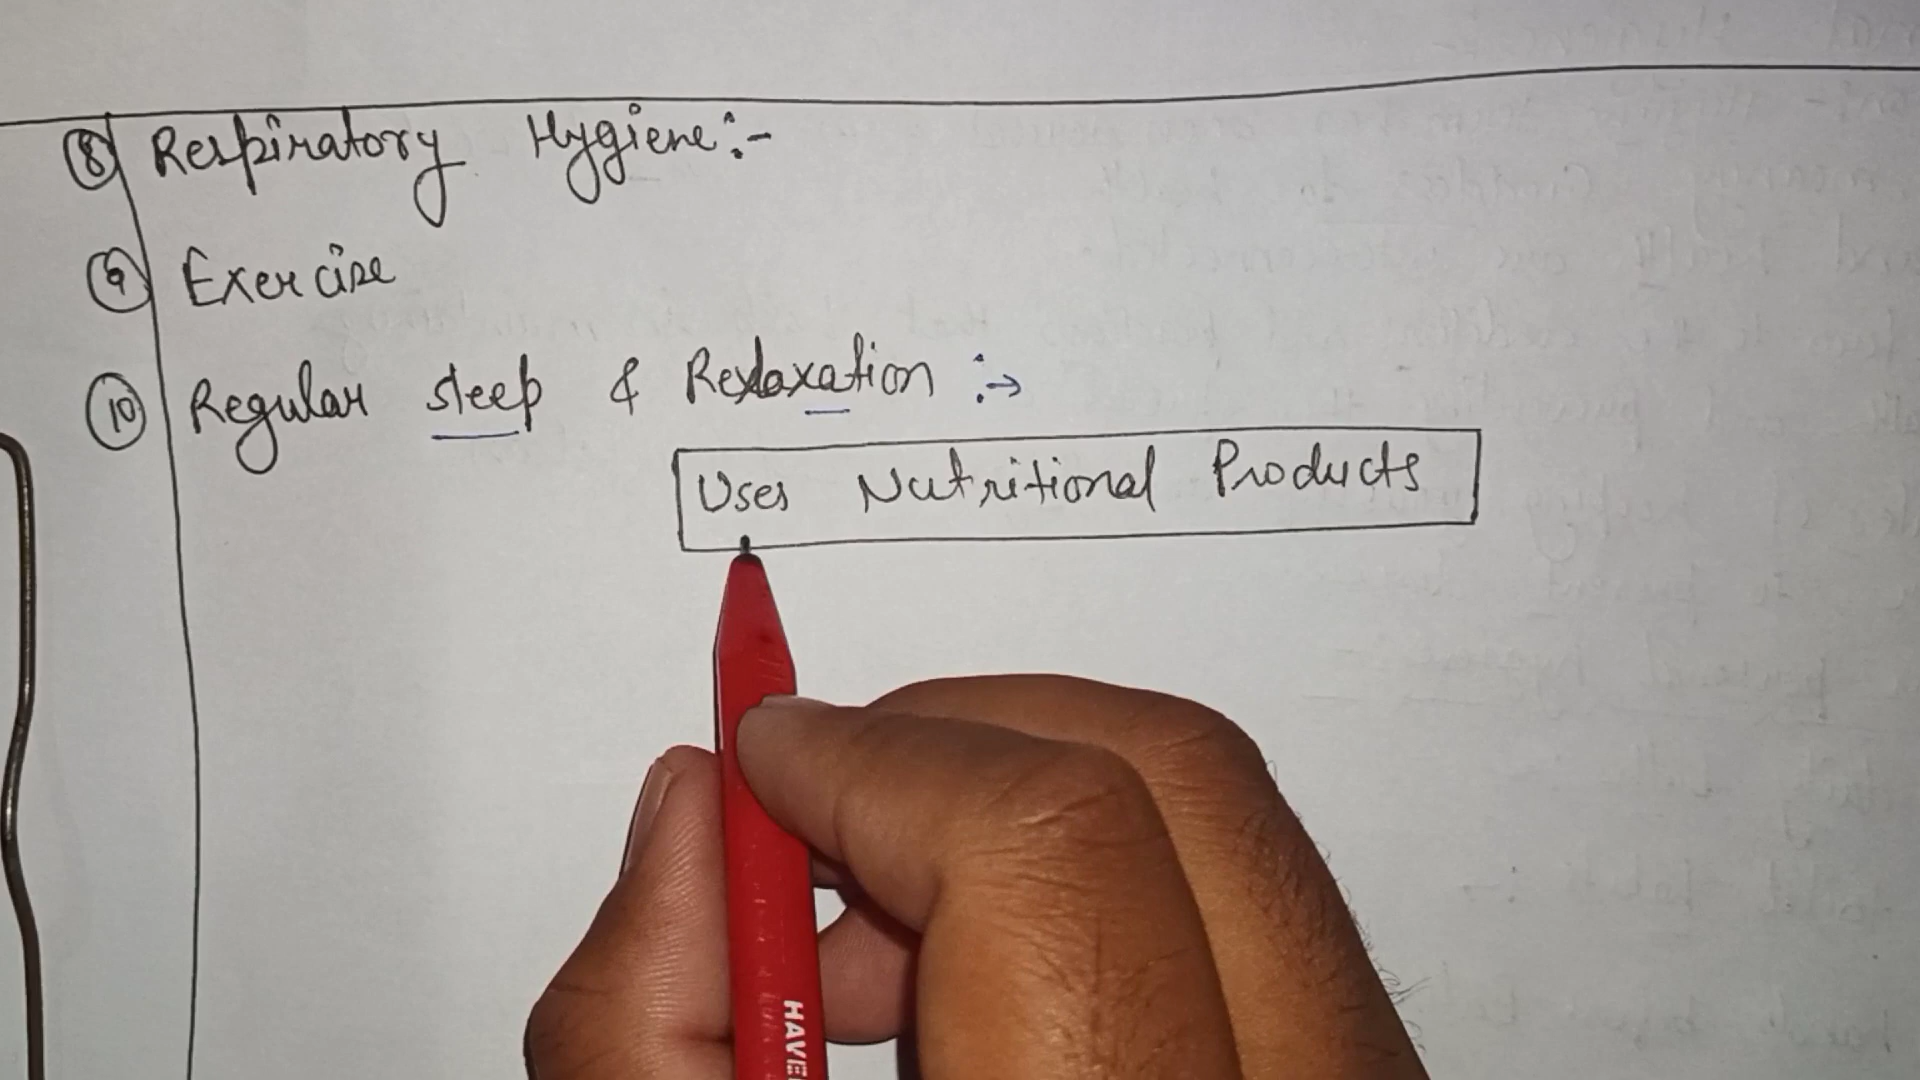 ⑧ Respiratory Hygiene:-
⑨ Exercise
⑩ Regular sleep & Relaxation :→
Uses Nutritional Products
HAVE